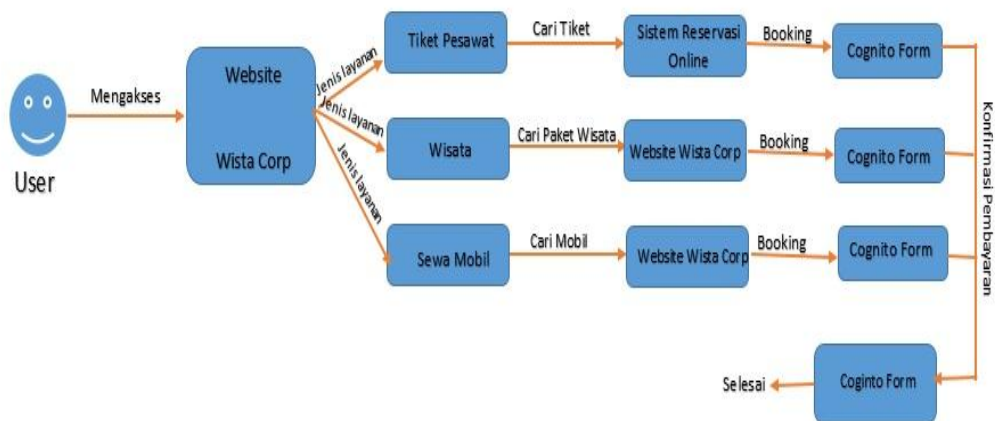 User
Mengakses
Website
Wista Corp
Jenis layanan
Tiket Pesawat
Cari Tiket
Sistem Reservasi
Online
Booking
Cognito Form
Jenis layanan
Wisata
Cari Paket Wisata
Website Wista Corp
Booking
Cognito Form
Jenis layanan
Sewa Mobil
Cari Mobil
Website Wista Corp
Booking
Cognito Form
Konfirmasi Pembayaran
Coginto Form
Selesai